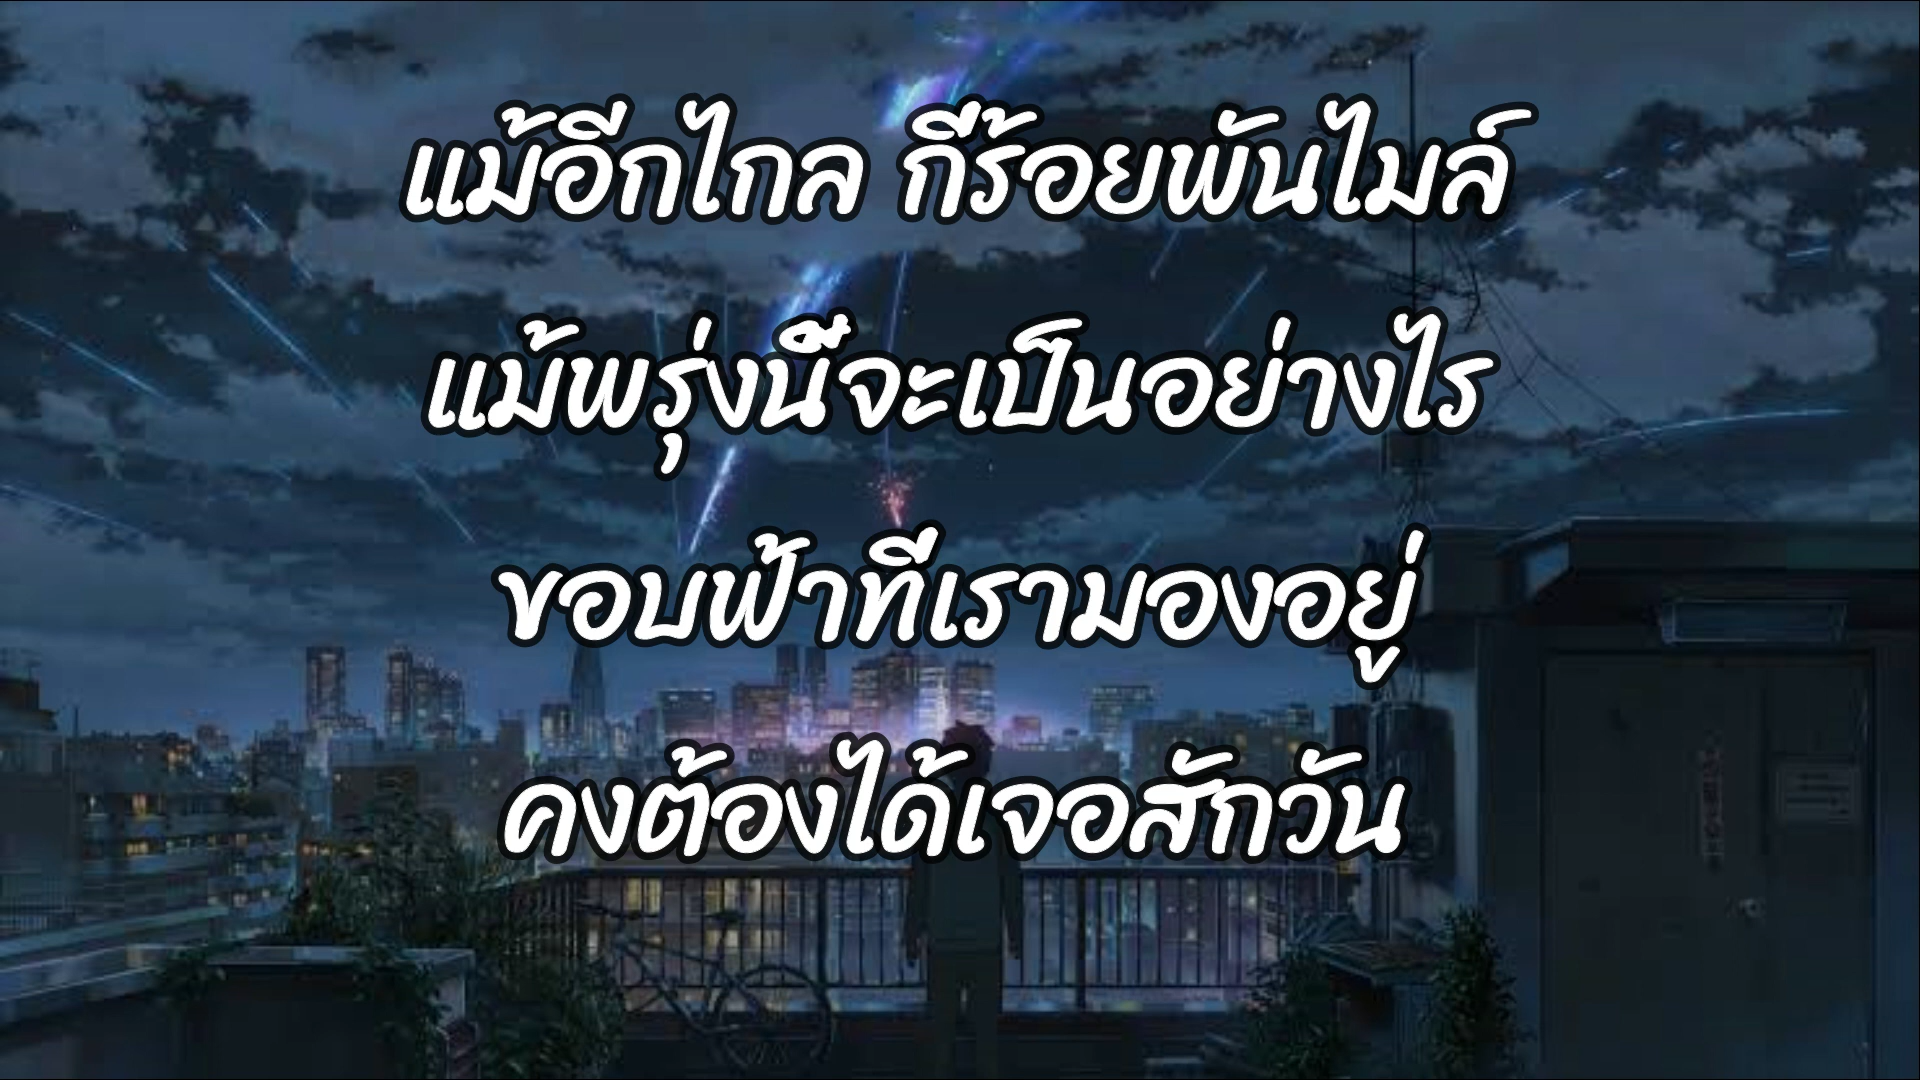 แม้อีกไกล กี่ร้อยพันไมล์
แม้พรุ่งนี้จะเป็นอย่างไร
ขอบฟ้าที่เรามองอยู่
คงต้องได้เจอสักวัน